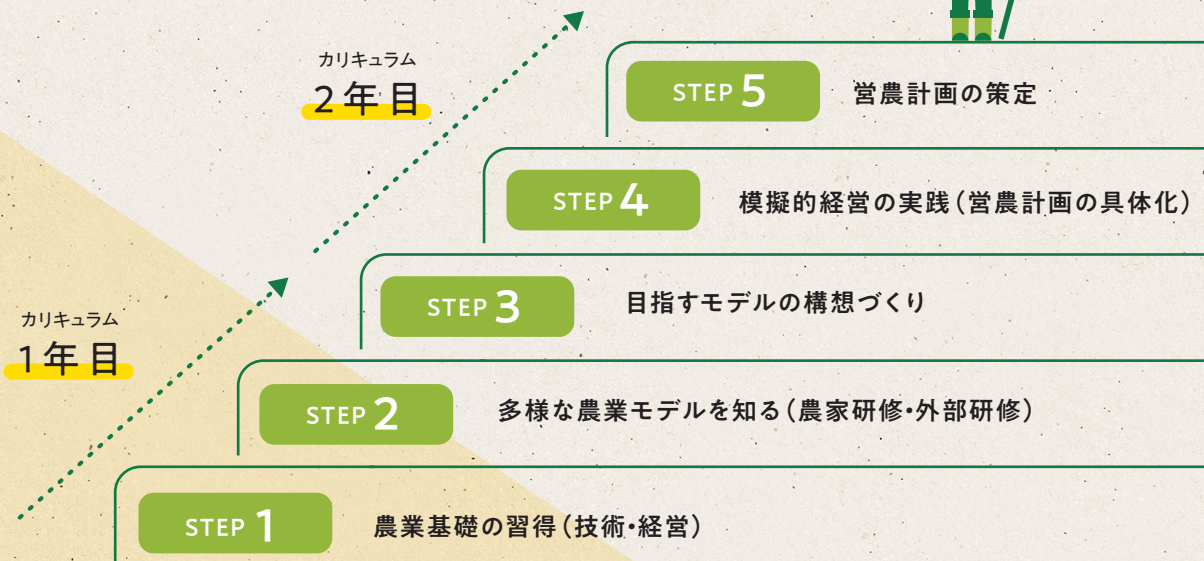 カリキュラム
2年目
STEP 5 営農計画の策定
STEP 4 模擬的経営の実践(営農計画の具体化)
STEP 3 目指すモデルの構想づくり
カリキュラム
1年目
STEP 2 多様な農業モデルを知る(農家研修・外部研修)
STEP 1 農業基礎の習得(技術・経営)